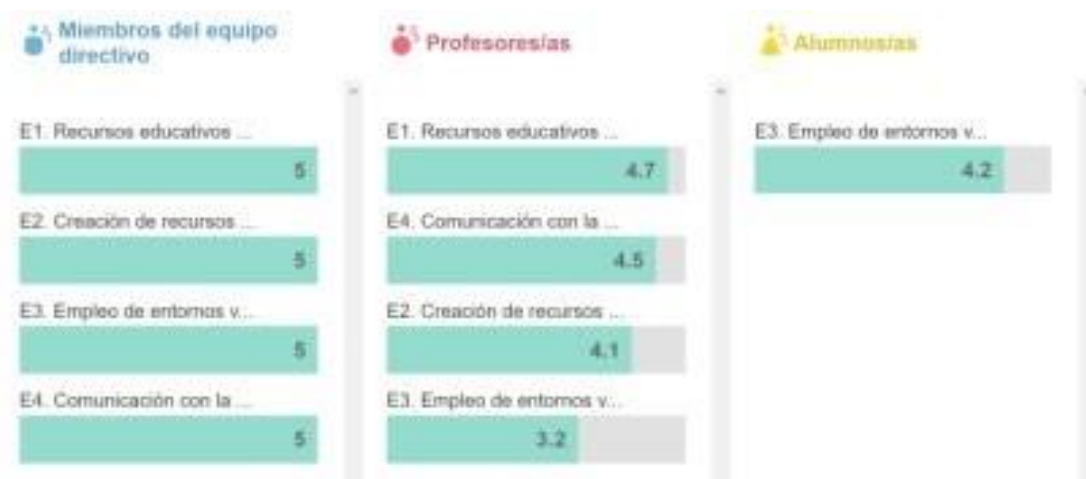 Miembros del equipo
directivo
E1. Recursos educativos ...
5
E2. Creación de recursos ...
5
E3. Empleo de entornos v...
5
E4. Comunicación con la ...
5
Profesores/as
E1. Recursos educativos ...
4.7
E4. Comunicación con la ...
4.5
E2. Creación de recursos ...
4.1
E3. Empleo de entornos v...
3.2
Alumnos/as
E3. Empleo de entornos v...
4.2